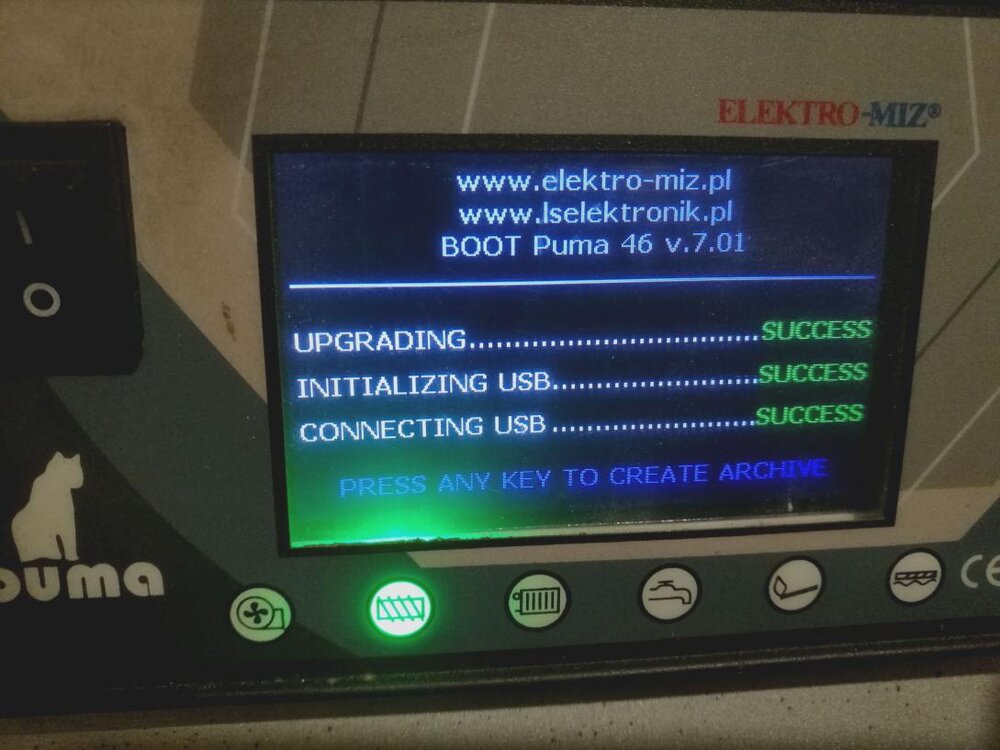 ELEKTRO-MIZ®
www.elektro-miz.pl
www.lselektronik.pl
BOOT Puma 46 v.7.01
UPGRADING..................................SUCCESS
INITIALIZING USB........................SUCCESS
CONNECTING USB ........................SUCCESS
PRESS ANY KEY TO CREATE ARCHIVE
puma
CE